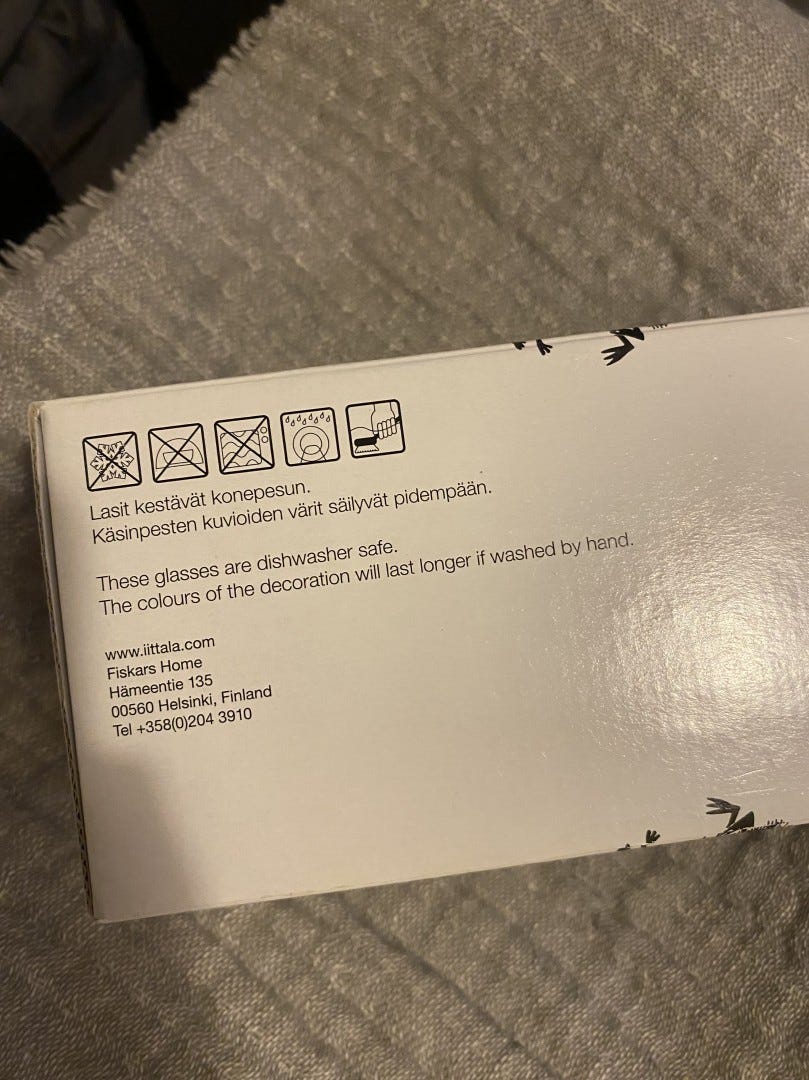 Lasit kestävät konepesun.
Käsinpesten kuvioiden värit säilyvät pidempään.
These glasses are dishwasher safe.
The colours of the decoration will last longer if washed by hand.
www.iittala.com
Fiskars Home
Hämeentie 135
00560 Helsinki, Finland
Tel +358(0)204 3910